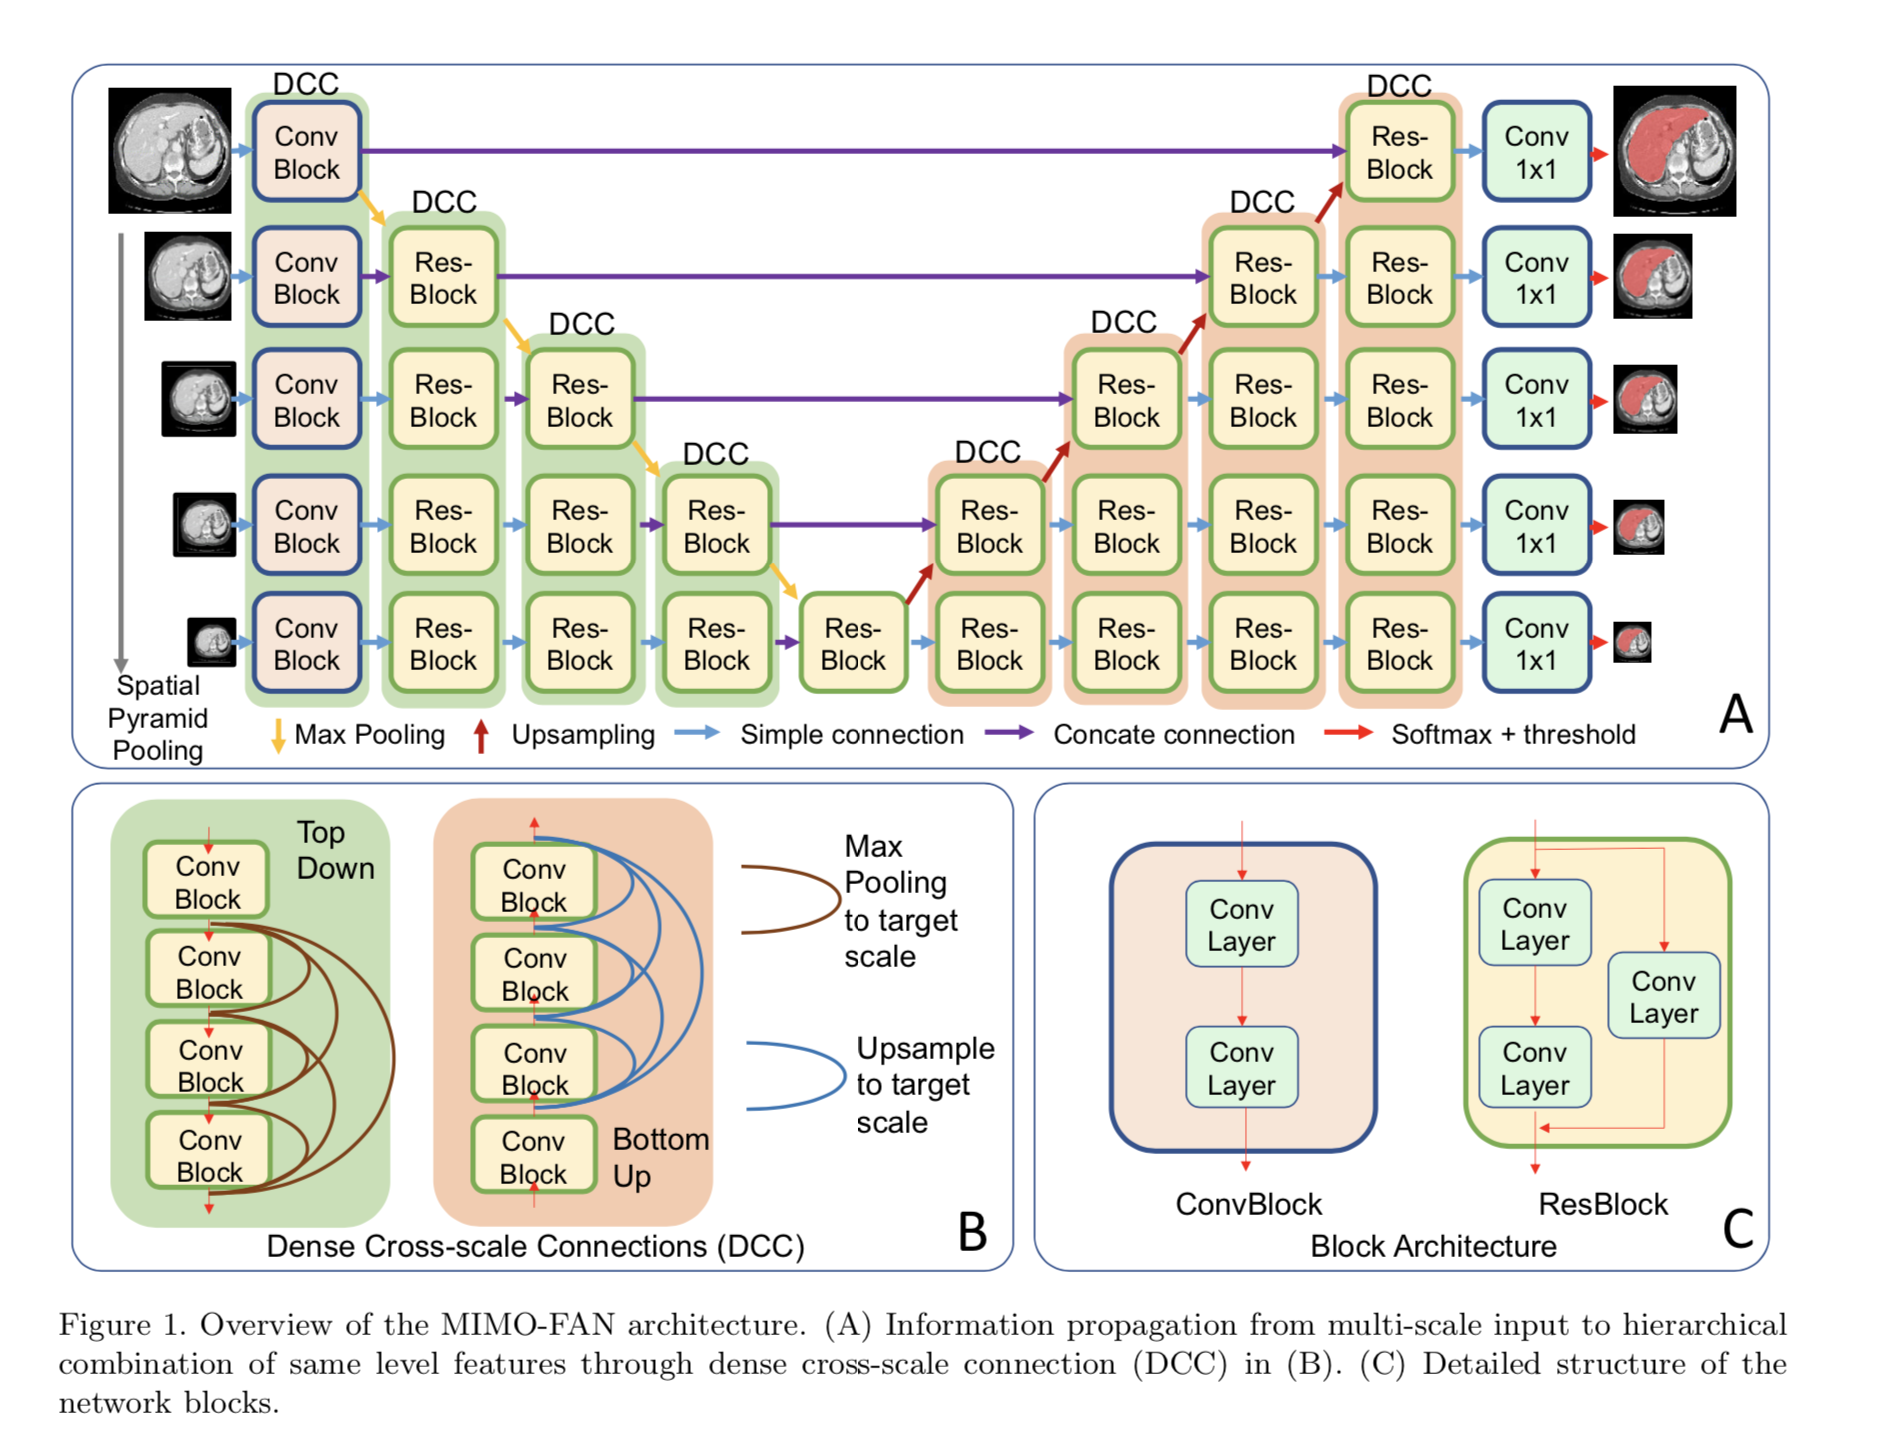 DCC
DCC
Conv
Block
Res-
Block
Conv
1x1
DCC
DCC
Conv
Block
Res-
Block
Res-
Block
Res-
Block
Conv
1x1
DCC
DCC
Conv
Block
Res-
Block
Res-
Block
Res-
Block
Res-
Block
Res-
Block
Conv
1x1
DCC
DCC
Conv
Block
Res-
Block
Res-
Block
Res-
Block
Res-
Block
Res-
Block
Res-
Block
Res-
Block
Conv
1x1
Conv
Block
Res-
Block
Res-
Block
Res-
Block
Res-
Block
Res-
Block
Res-
Block
Res-
Block
Res-
Block
Conv
1x1
Spatial
Pyramid
Pooling
Max Pooling
Upsampling
Simple connection
Concate connection
Softmax + threshold
A
Top
Down
Conv
Block
Conv
Block
Conv
Block
Conv
Block
Conv
Block
Conv
Block
Conv
Block
Conv
Block
Bottom
Up
Max
Pooling
to target
scale
Upsample
to target
scale
Dense Cross-scale Connections (DCC)
B
Conv
Layer
Conv
Layer
ConvBlock
Conv
Layer
Conv
Layer
Conv
Layer
ResBlock
Block Architecture
C
Figure 1. Overview of the MIMO-FAN architecture. (A) Information propagation from multi-scale input to hierarchical
combination of same level features through dense cross-scale connection (DCC) in (B). (C) Detailed structure of the
network blocks.